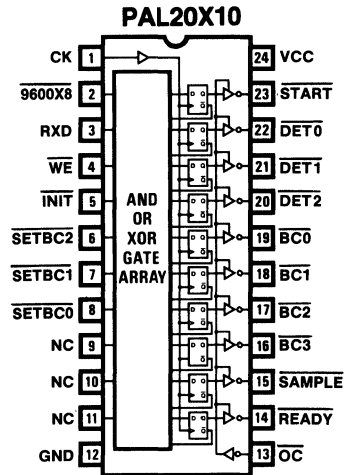 PAL20X10
CK 1 24 VCC
9600X8 2 23 START
RXD 3 22 DET0
WE 4 21 DET1
INIT 5 20 DET2
SETBC2 6 19 BC0
SETBC1 7 18 BC1
SETBC0 8 17 BC2
NC 9 16 BC3
NC 10 15 SAMPLE
NC 11 14 READY
GND 12 13 OC
AND
OR
XOR
GATE
ARRAY